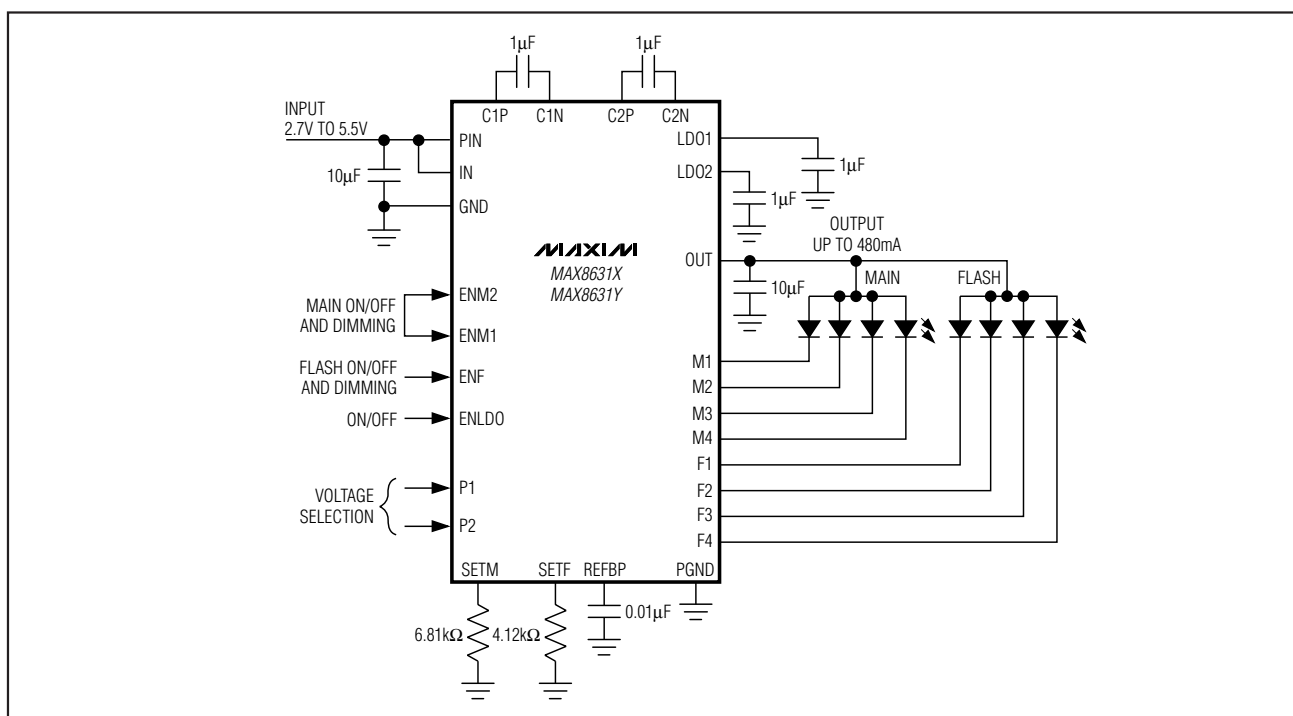 1µF
1µF
C1P
C1N
C2P
C2N
INPUT
2.7V TO 5.5V
PIN
IN
10µF
GND
LDO1
1µF
LDO2
1µF
OUTPUT
UP TO 480mA
MAXIM
MAX8631X
MAX8631Y
OUT
10µF
MAIN
FLASH
MAIN ON/OFF
AND DIMMING
ENM2
ENM1
FLASH ON/OFF
AND DIMMING
ENF
ON/OFF
ENLDO
M1
M2
M3
M4
F1
F2
F3
F4
VOLTAGE
SELECTION
P1
P2
SETM
SETF
REFBP
PGND
6.81kΩ
4.12kΩ
0.01µF